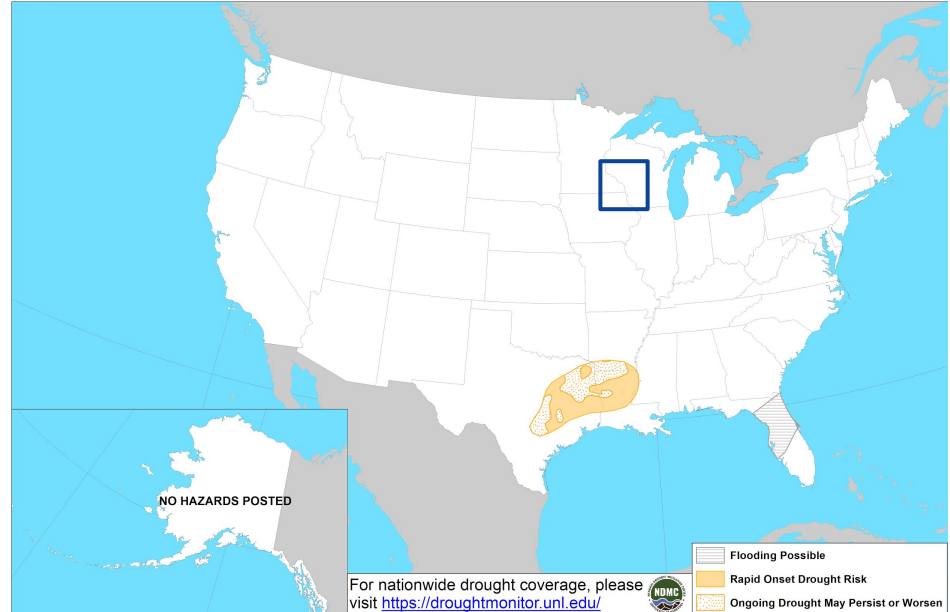 NO HAZARDS POSTED
For nationwide drought coverage, please
visit https://droughtmonitor.unl.edu/
NDMC
Flooding Possible
Rapid Onset Drought Risk
Ongoing Drought May Persist or Worsen